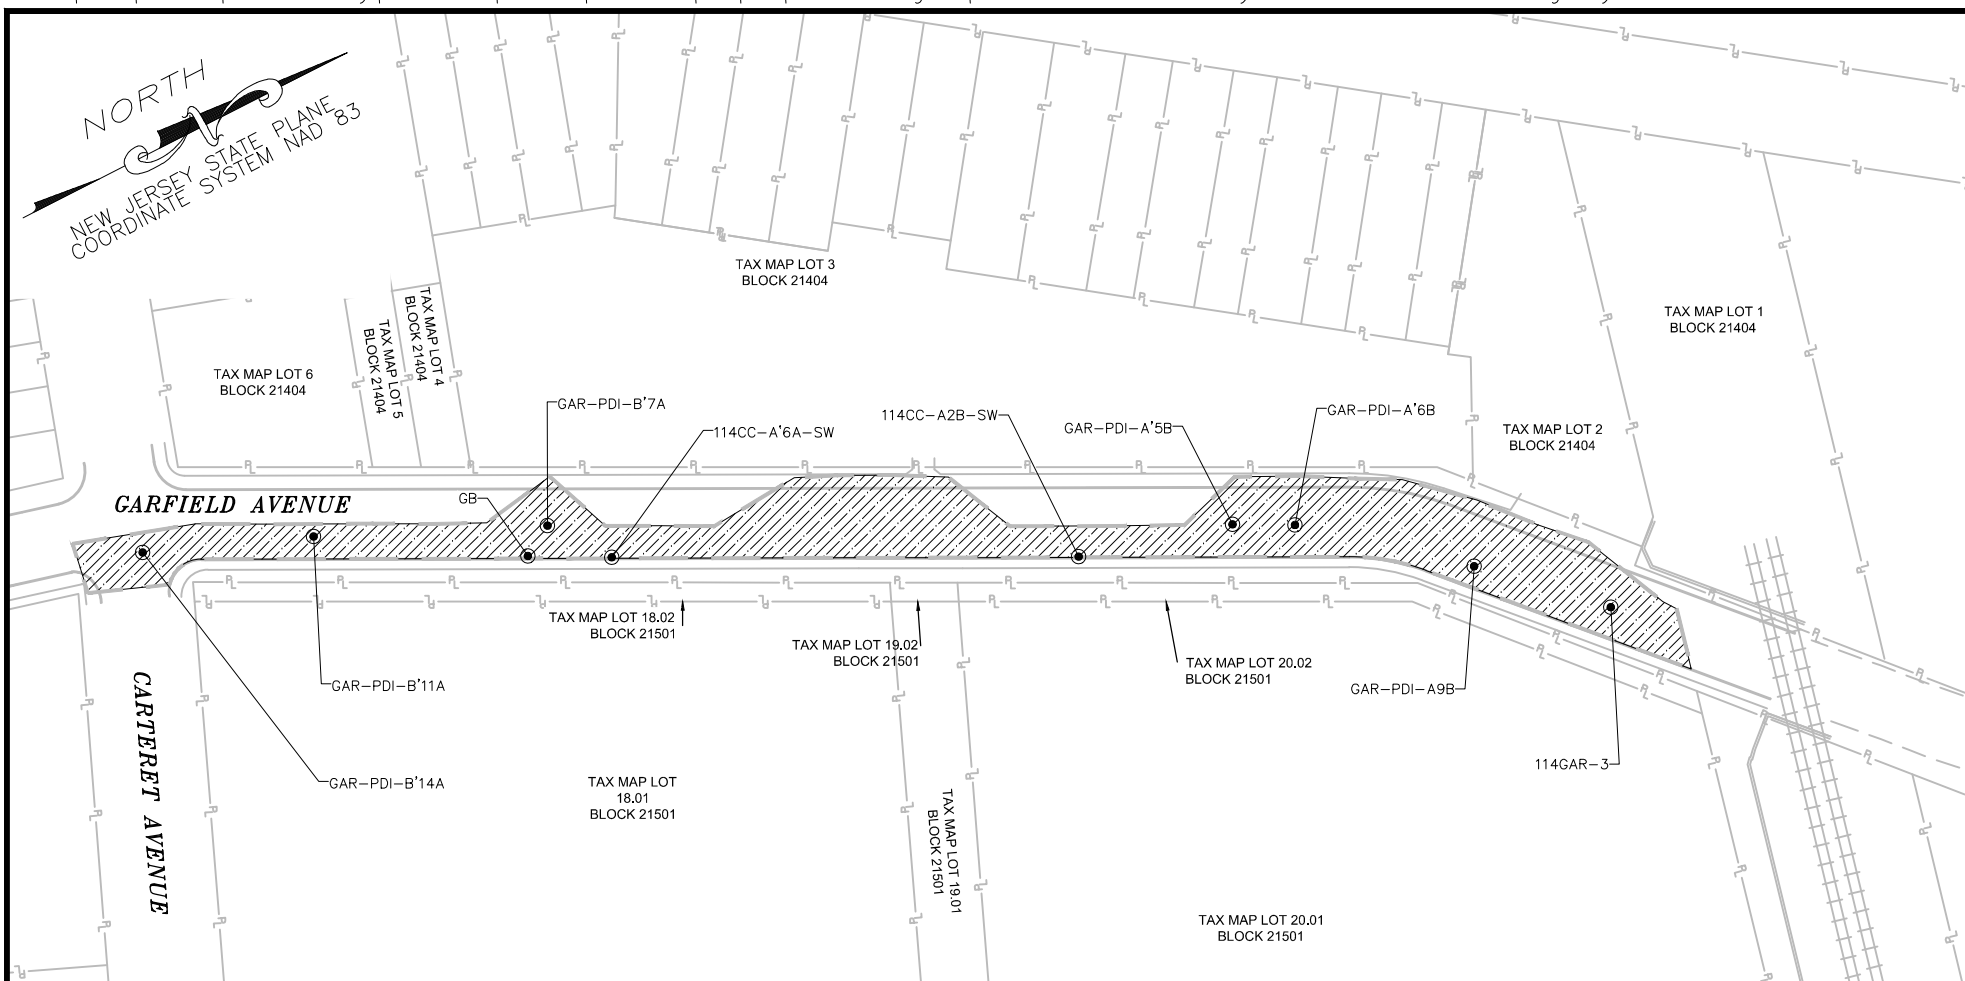 NORTH
NEW JERSEY STATE PLANE
COORDINATE SYSTEM NAD 83
TAX MAP LOT 3
BLOCK 21404
TAX MAP LOT 1
BLOCK 21404
TAX MAP LOT 4
BLOCK 21404
TAX MAP LOT 5
BLOCK 21404
TAX MAP LOT 6
BLOCK 21404
TAX MAP LOT 2
BLOCK 21404
GAR-PDI-B'7A
114CC-A'6A-SW
114CC-A2B-SW
GAR-PDI-A'5B
GAR-PDI-A'6B
GARFIELD AVENUE
GB
TAX MAP LOT 18.02
BLOCK 21501
TAX MAP LOT 19.02
BLOCK 21501
TAX MAP LOT 20.02
BLOCK 21501
GAR-PDI-B'11A
GAR-PDI-A9B
114GAR-3
GAR-PDI-B'14A
CARTERET AVENUE
TAX MAP LOT
18.01
BLOCK 21501
TAX MAP LOT 19.01
BLOCK 21501
TAX MAP LOT 20.01
BLOCK 21501